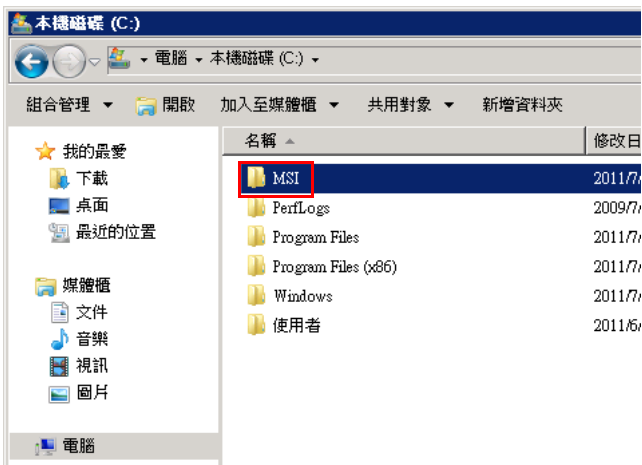 本機磁碟 (C:)
電腦 本機磁碟 (C:)
組合管理 開啟 加入至媒體櫃 共用對象 新增資料夾
我的最愛
下載
桌面
最近的位置
媒體櫃
文件
音樂
視訊
圖片
電腦
名稱 修改日
MSI 2011/7/
PerfLogs 2009/7/
Program Files 2011/7/
Program Files (x86) 2011/7/
Windows 2011/7/
使用者 2011/6/